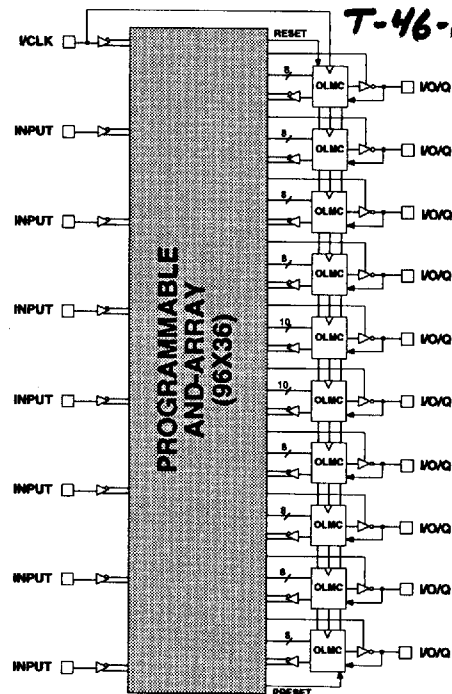 T-46-
I/CLK
RESET
8
OLMC
I/O/Q
INPUT
8
OLMC
I/O/Q
INPUT
8
OLMC
I/O/Q
8
OLMC
I/O/Q
INPUT
10
OLMC
I/O/Q
PROGRAMMABLE
AND-ARRAY
(96X36)
INPUT
10
OLMC
I/O/Q
8
OLMC
I/O/Q
INPUT
8
OLMC
I/O/Q
INPUT
8
OLMC
I/O/Q
INPUT
8
OLMC
I/O/Q
PRESET